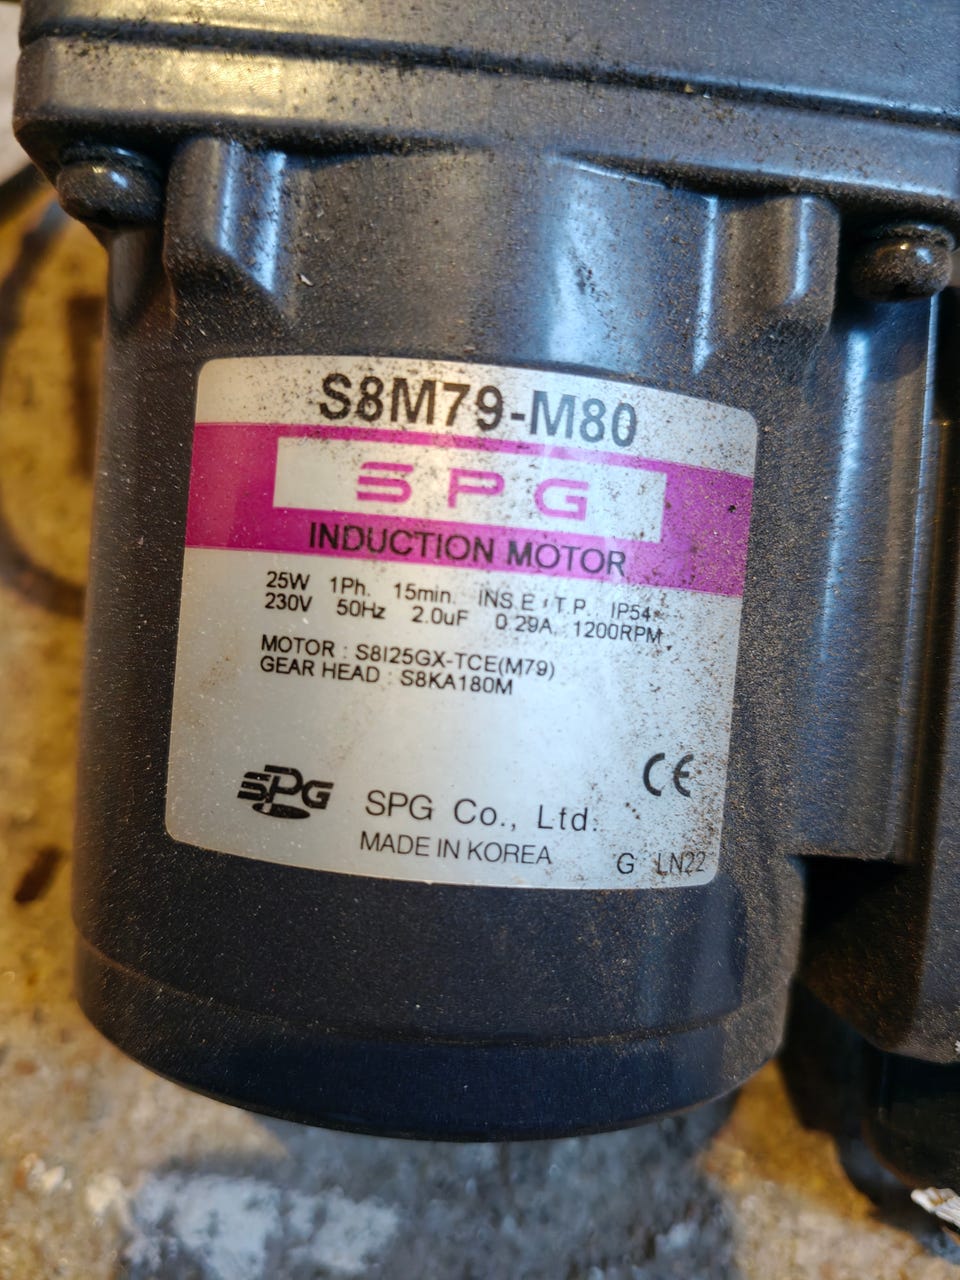 S8M79-M80
SPG
INDUCTION MOTOR
25W 1Ph. 15min. INS.E T.P. IP54
230V 50Hz 2.0uF 0.29A 1200RPM
MOTOR : S8I25GX-TCE(M79)
GEAR HEAD : S8KA180M
CE
SPG SPG Co., Ltd.
MADE IN KOREA
G LN22